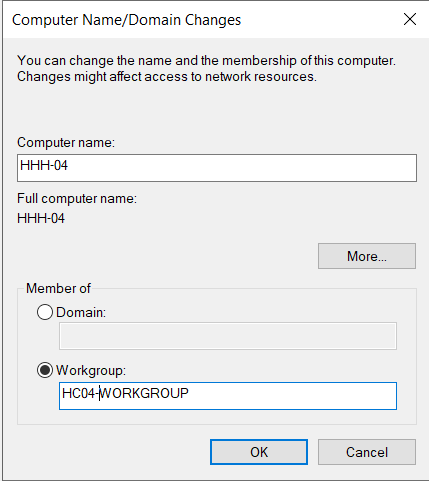 Computer Name/Domain Changes
You can change the name and the membership of this computer.
Changes might affect access to network resources.
Computer name:
HHH-04
Full computer name:
HHH-04
More...
Member of
Domain:
Workgroup:
HC04-WORKGROUP
OK
Cancel